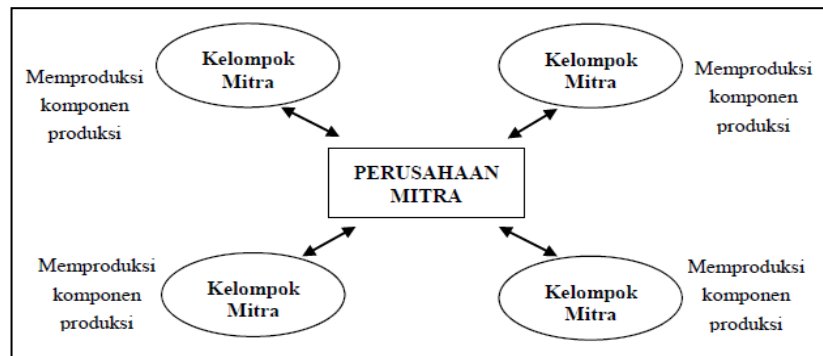 Kelompok
Mitra
Memproduksi
komponen
produksi
Kelompok
Mitra
Memproduksi
komponen
produksi
PERUSAHAAN
MITRA
Memproduksi
komponen
produksi
Kelompok
Mitra
Kelompok
Mitra
Memproduksi
komponen
produksi